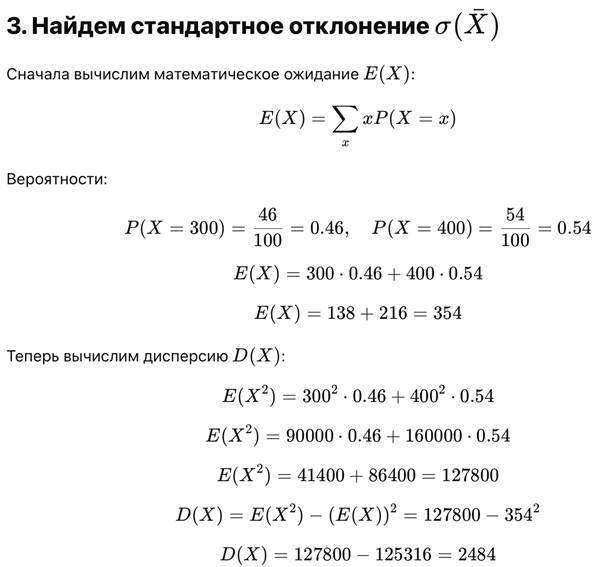 3. Найдем стандартное отклонение σ(X̄)
Сначала вычислим математическое ожидание E(X):
E(X) = ∑ₓ xP(X = x)
Вероятности:
P(X = 300) = 46/100 = 0.46, P(X = 400) = 54/100 = 0.54
E(X) = 300 · 0.46 + 400 · 0.54
E(X) = 138 + 216 = 354
Теперь вычислим дисперсию D(X):
E(X²) = 300² · 0.46 + 400² · 0.54
E(X²) = 90000 · 0.46 + 160000 · 0.54
E(X²) = 41400 + 86400 = 127800
D(X) = E(X²) − (E(X))² = 127800 − 354²
D(X) = 127800 − 125316 = 2484